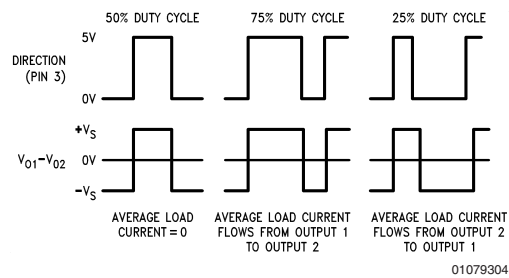 50% DUTY CYCLE
75% DUTY CYCLE
25% DUTY CYCLE
5V
DIRECTION
(PIN 3)
0V
+VS
VO1−VO2
0V
−VS
AVERAGE LOAD
CURRENT = 0
AVERAGE LOAD CURRENT
FLOWS FROM OUTPUT 1
TO OUTPUT 2
AVERAGE LOAD CURRENT
FLOWS FROM OUTPUT 2
TO OUTPUT 1
01079304